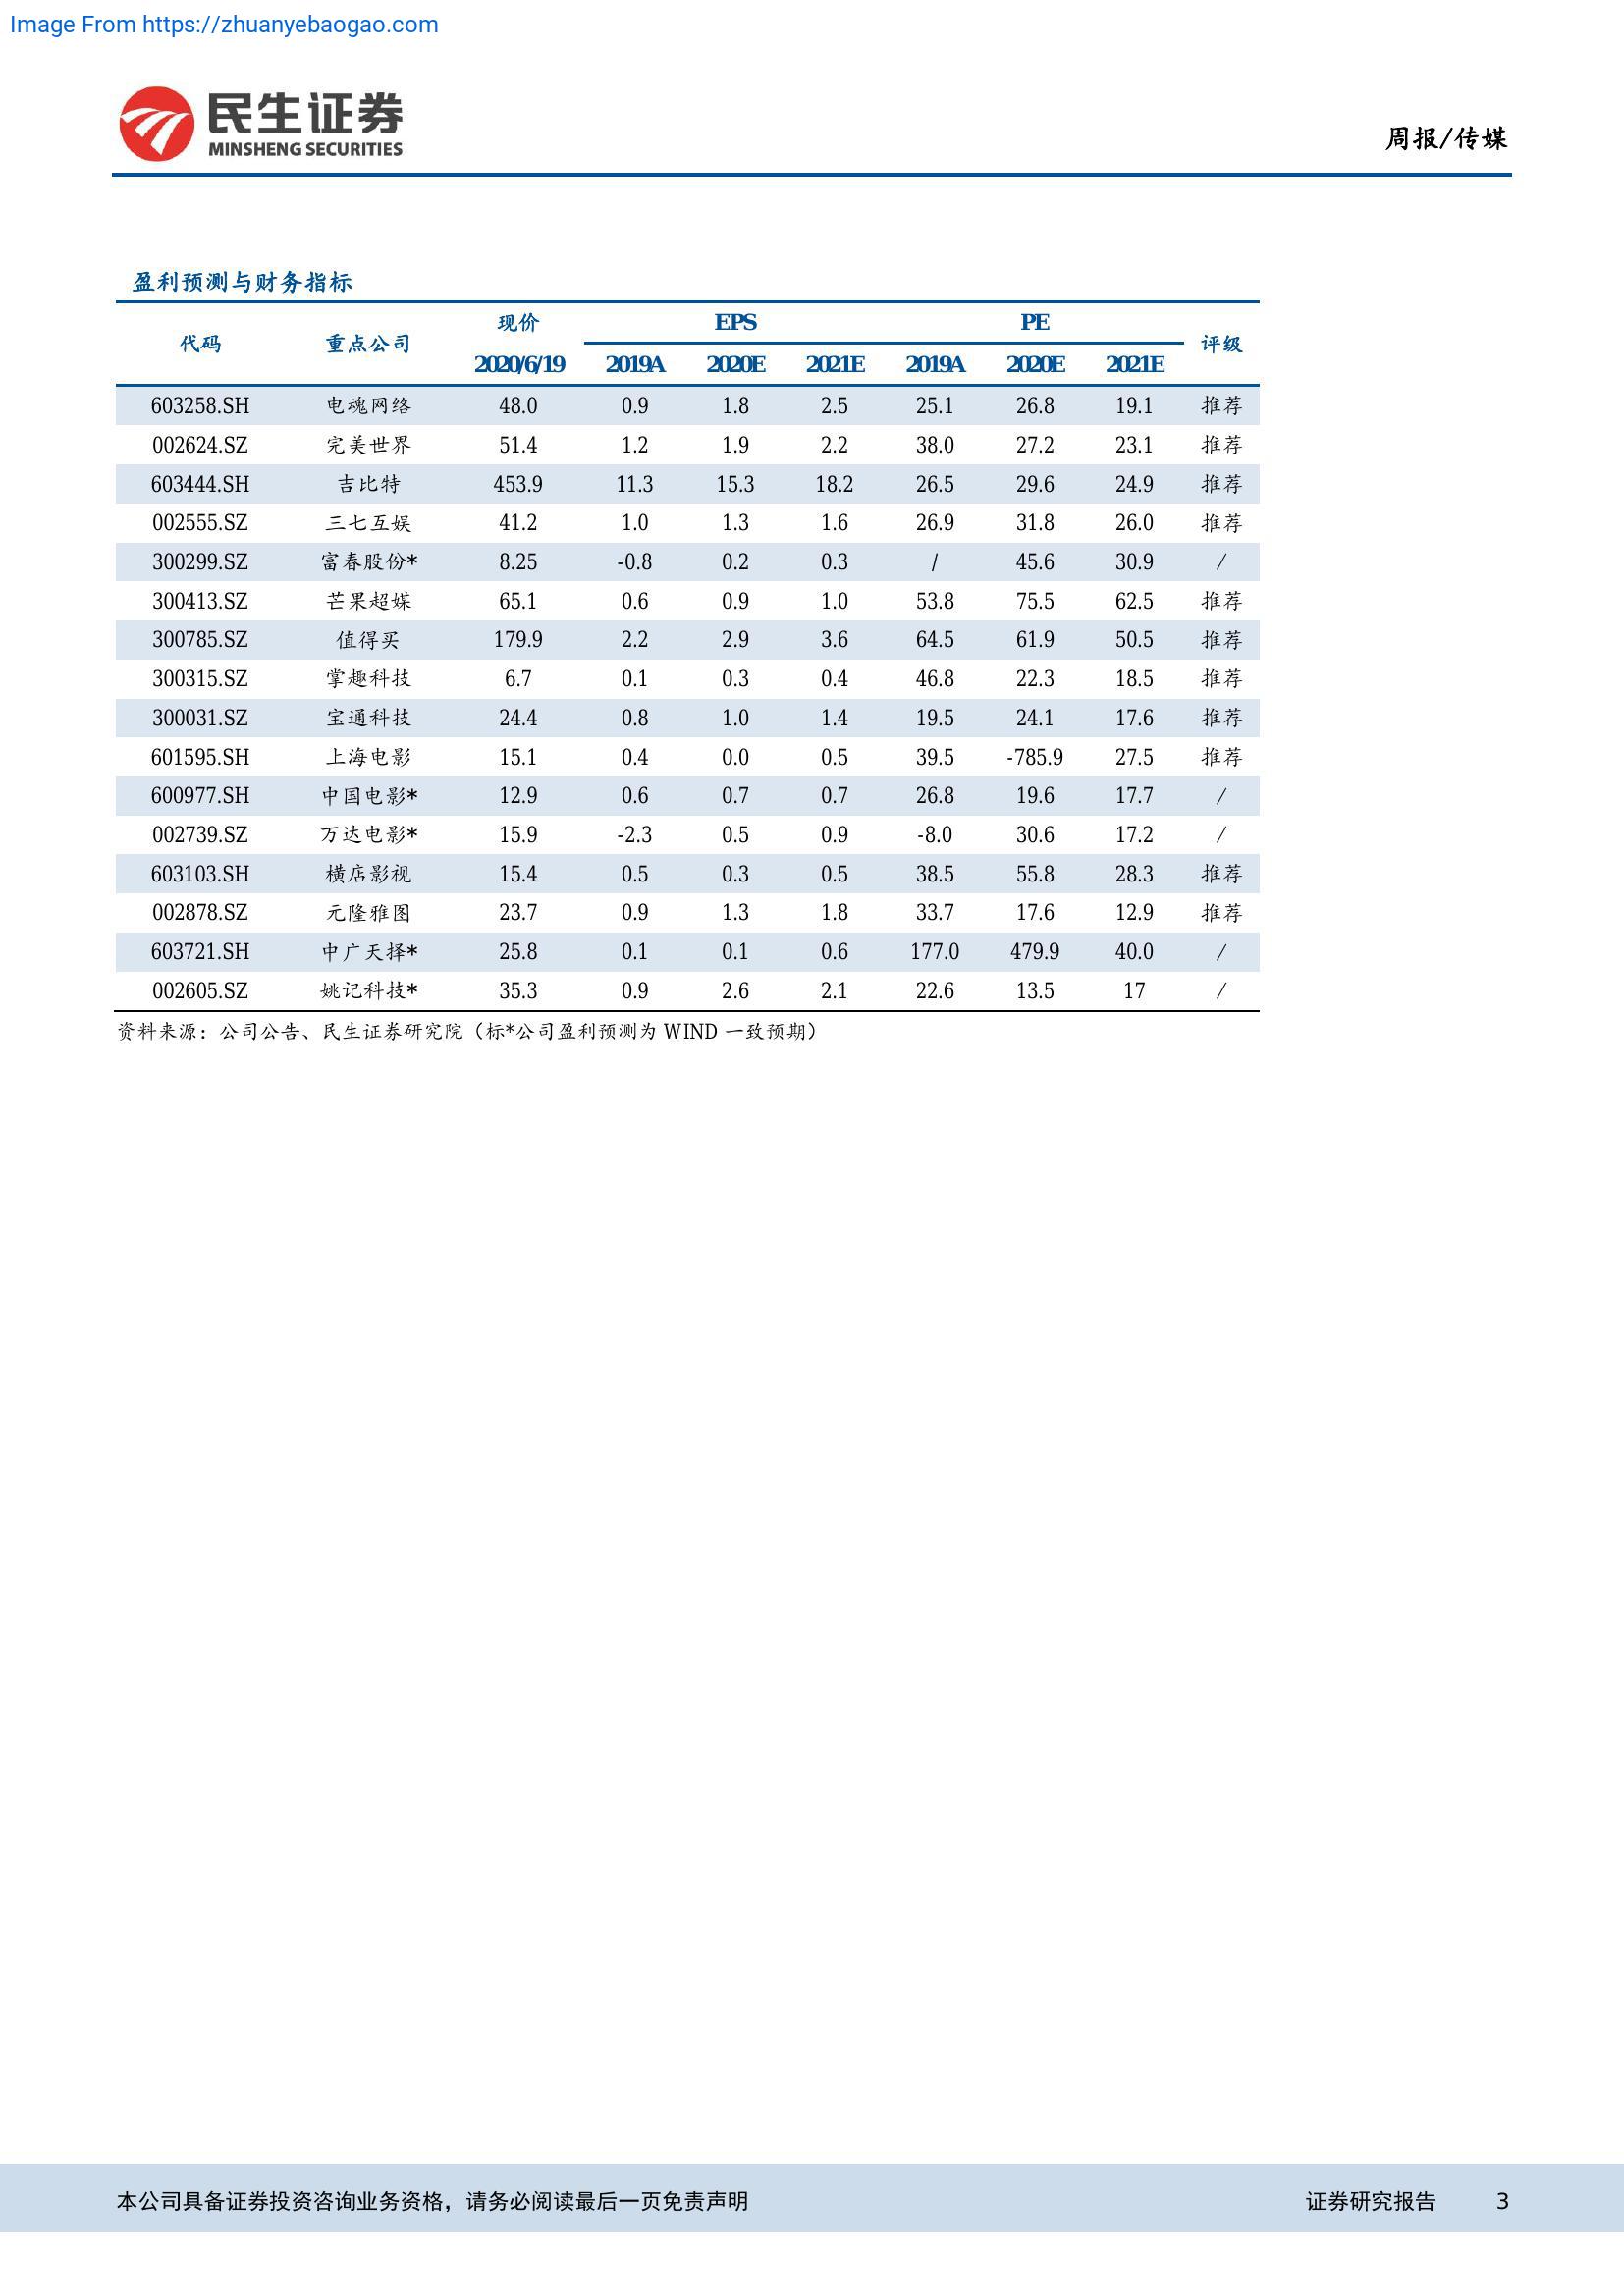 Image From https://zhuanyebaogao.com
民生证券
MINSHENG SECURITIES
周报/传媒
盈利预测与财务指标
代码 重点公司 现价 EPS PE 评级
2020/6/19 2019A 2020E 2021E 2019A 2020E 2021E
603258.SH 电魂网络 48.0 0.9 1.8 2.5 25.1 26.8 19.1 推荐
002624.SZ 完美世界 51.4 1.2 1.9 2.2 38.0 27.2 23.1 推荐
603444.SH 吉比特 453.9 11.3 15.3 18.2 26.5 29.6 24.9 推荐
002555.SZ 三七互娱 41.2 1.0 1.3 1.6 26.9 31.8 26.0 推荐
300299.SZ 富春股份* 8.25 -0.8 0.2 0.3 / 45.6 30.9 /
300413.SZ 芒果超媒 65.1 0.6 0.9 1.0 53.8 75.5 62.5 推荐
300785.SZ 值得买 179.9 2.2 2.9 3.6 64.5 61.9 50.5 推荐
300315.SZ 掌趣科技 6.7 0.1 0.3 0.4 46.8 22.3 18.5 推荐
300031.SZ 宝通科技 24.4 0.8 1.0 1.4 19.5 24.1 17.6 推荐
601595.SH 上海电影 15.1 0.4 0.0 0.5 39.5 -785.9 27.5 推荐
600977.SH 中国电影* 12.9 0.6 0.7 0.7 26.8 19.6 17.7 /
002739.SZ 万达电影* 15.9 -2.3 0.5 0.9 -8.0 30.6 17.2 /
603103.SH 横店影视 15.4 0.5 0.3 0.5 38.5 55.8 28.3 推荐
002878.SZ 元隆雅图 23.7 0.9 1.3 1.8 33.7 17.6 12.9 推荐
603721.SH 中广天择* 25.8 0.1 0.1 0.6 177.0 479.9 40.0 /
002605.SZ 姚记科技* 35.3 0.9 2.6 2.1 22.6 13.5 17 /
资料来源：公司公告、民生证券研究院（标*公司盈利预测为 WIND 一致预期）
本公司具备证券投资咨询业务资格，请务必阅读最后一页免责声明 证券研究报告 3